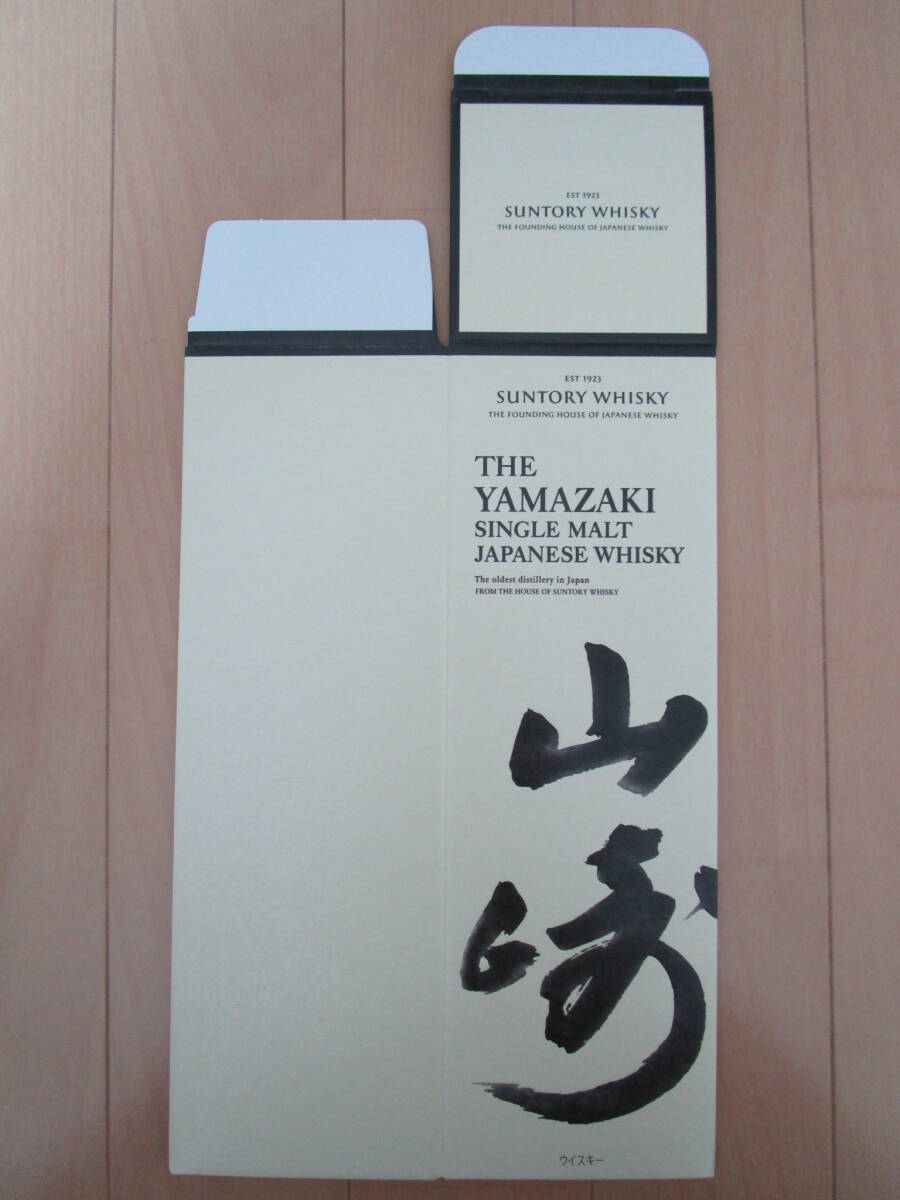 EST 1923
SUNTORY WHISKY
THE FOUNDING HOUSE OF JAPANESE WHISKY
EST 1923
SUNTORY WHISKY
THE FOUNDING HOUSE OF JAPANESE WHISKY
THE
YAMAZAKI
SINGLE MALT
JAPANESE WHISKY
The oldest distillery in Japan
FROM THE HOUSE OF SUNTORY WHISKY
山
崎
ウイスキー